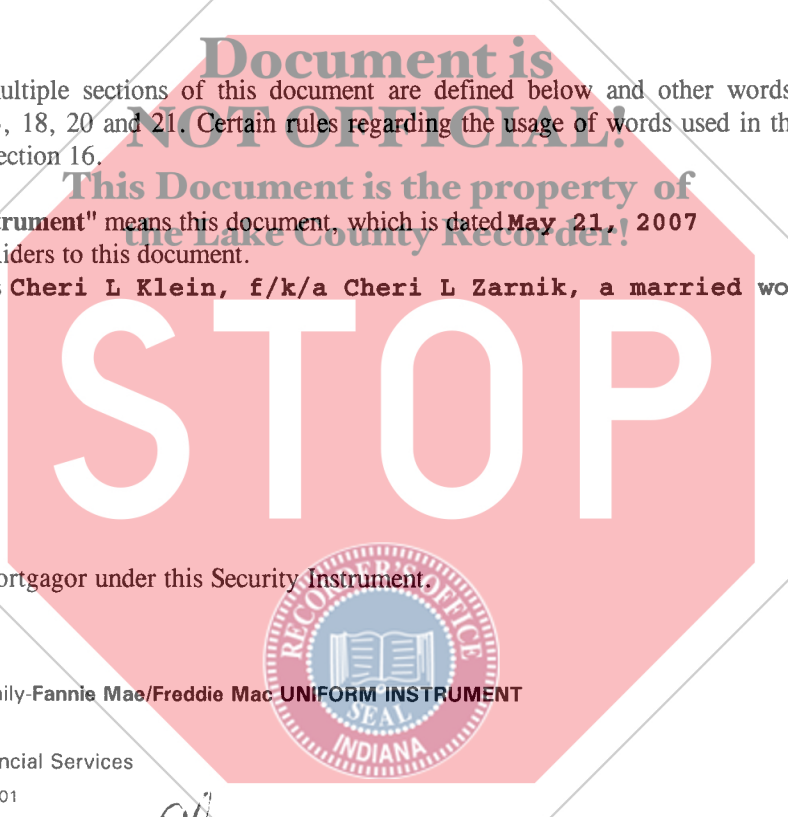 Document is
ultiple sections of this document are defined below and other words
, 18, 20 and 21. Certain rules regarding the usage of words used in th
NOT OFFICIAL!
ection 16.
This Document is the property of
trument" means this document, which is dated May 21, 2007
the Lake County Recorder!
iders to this document.
s Cheri L Klein, f/k/a Cheri L Zarnik, a married wo
STOP
ortgagor under this Security Instrument.
RECORDER'S OFFICE
SEAL
INDIANA
ily-Fannie Mae/Freddie Mac UNIFORM INSTRUMENT
ncial Services
01